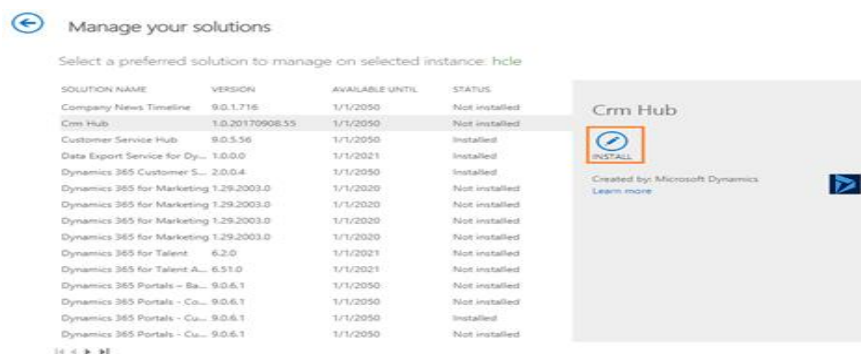 Manage your solutions
Select a preferred solution to manage on selected instance: hcle
SOLUTION NAME VERSION AVAILABLE UNTIL STATUS
Company News Timeline 9.0.1.716 1/1/2050 Not installed
Crm Hub 1.0.20170908.55 1/1/2050 Not installed
Customer Service Hub 9.0.5.56 1/1/2050 Installed
Data Export Service for Dy... 1.0.0.0 1/1/2021 Installed
Dynamics 365 Customer S... 2.0.0.4 1/1/2050 Installed
Dynamics 365 for Marketing 1.29.2003.0 1/1/2020 Not installed
Dynamics 365 for Marketing 1.29.2003.0 1/1/2020 Not installed
Dynamics 365 for Marketing 1.29.2003.0 1/1/2020 Not installed
Dynamics 365 for Marketing 1.29.2003.0 1/1/2020 Not installed
Dynamics 365 for Talent 6.2.0 1/1/2021 Not installed
Dynamics 365 for Talent A... 6.51.0 1/1/2021 Not installed
Dynamics 365 Portals – Ba... 9.0.6.1 1/1/2050 Not installed
Dynamics 365 Portals - Co... 9.0.6.1 1/1/2050 Not installed
Dynamics 365 Portals - Cu... 9.0.6.1 1/1/2050 Installed
Dynamics 365 Portals - Cu... 9.0.6.1 1/1/2050 Not installed
Crm Hub
INSTALL
Created by: Microsoft Dynamics
Learn more